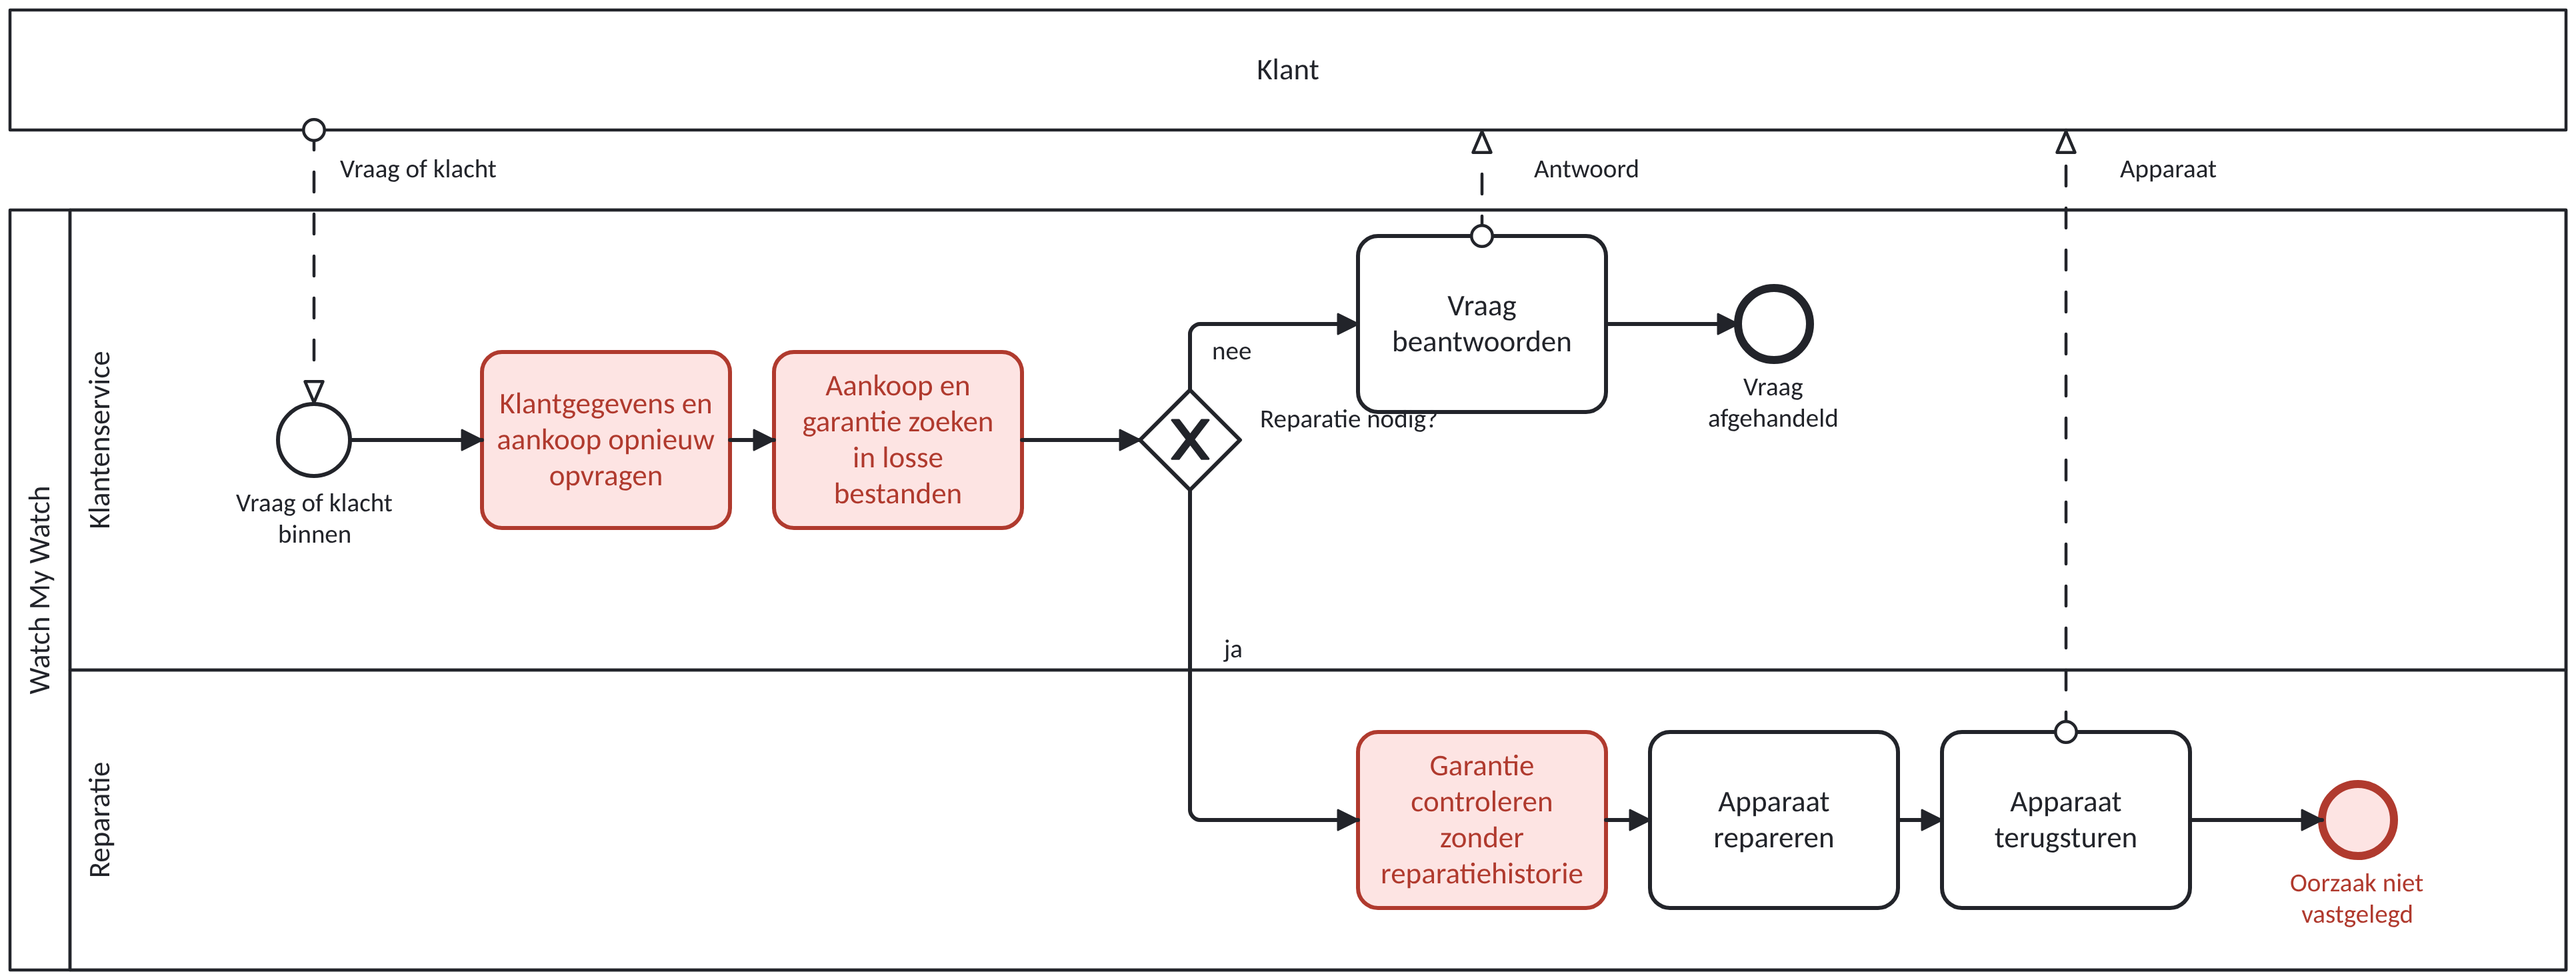 Klant
Vraag of klacht
Antwoord
Apparaat
Watch My Watch
Klantenservice
Vraag of klacht
binnen
Klantgegevens en
aankoop opnieuw
opvragen
Aankoop en
garantie zoeken
in losse
bestanden
nee
Reparatie nodig?
ja
Vraag
beantwoorden
Vraag
afgehandeld
Reparatie
Garantie
controleren
zonder
reparatiehistorie
Apparaat
repareren
Apparaat
terugsturen
Oorzaak niet
vastgelegd